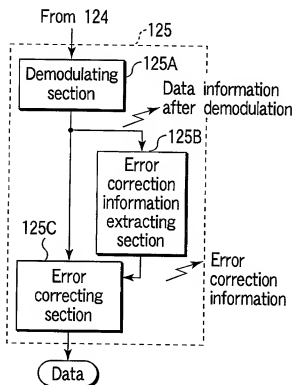 From 124
125
125A
Demodulating
section
Data information
after demodulation
125B
Error
correction
information
extracting
section
125C
Error
correcting
section
Error
correction
information
Data